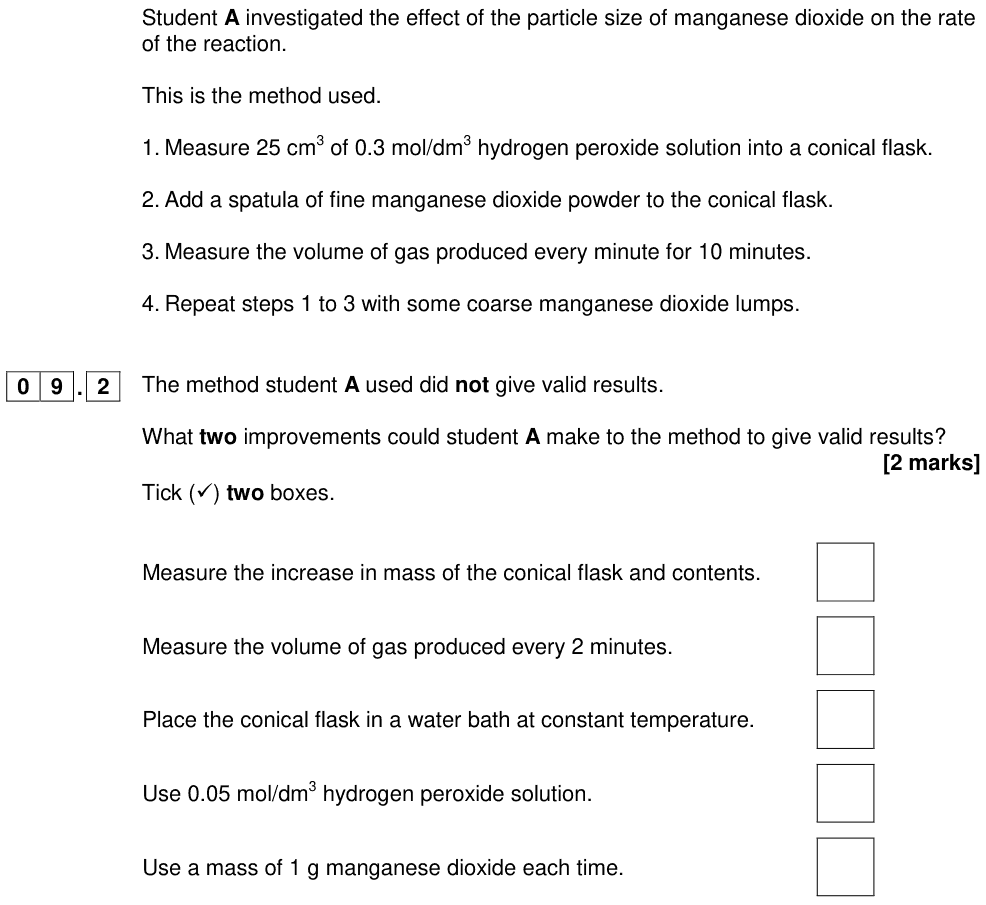 Student A investigated the effect of the particle size of manganese dioxide on the rate
of the reaction.
This is the method used.
1. Measure 25 cm³ of 0.3 mol/dm³ hydrogen peroxide solution into a conical flask.
2. Add a spatula of fine manganese dioxide powder to the conical flask.
3. Measure the volume of gas produced every minute for 10 minutes.
4. Repeat steps 1 to 3 with some coarse manganese dioxide lumps.
0 9 . 2 The method student A used did not give valid results.
What two improvements could student A make to the method to give valid results?
[2 marks]
Tick (✓) two boxes.
Measure the increase in mass of the conical flask and contents.
Measure the volume of gas produced every 2 minutes.
Place the conical flask in a water bath at constant temperature.
Use 0.05 mol/dm³ hydrogen peroxide solution.
Use a mass of 1 g manganese dioxide each time.